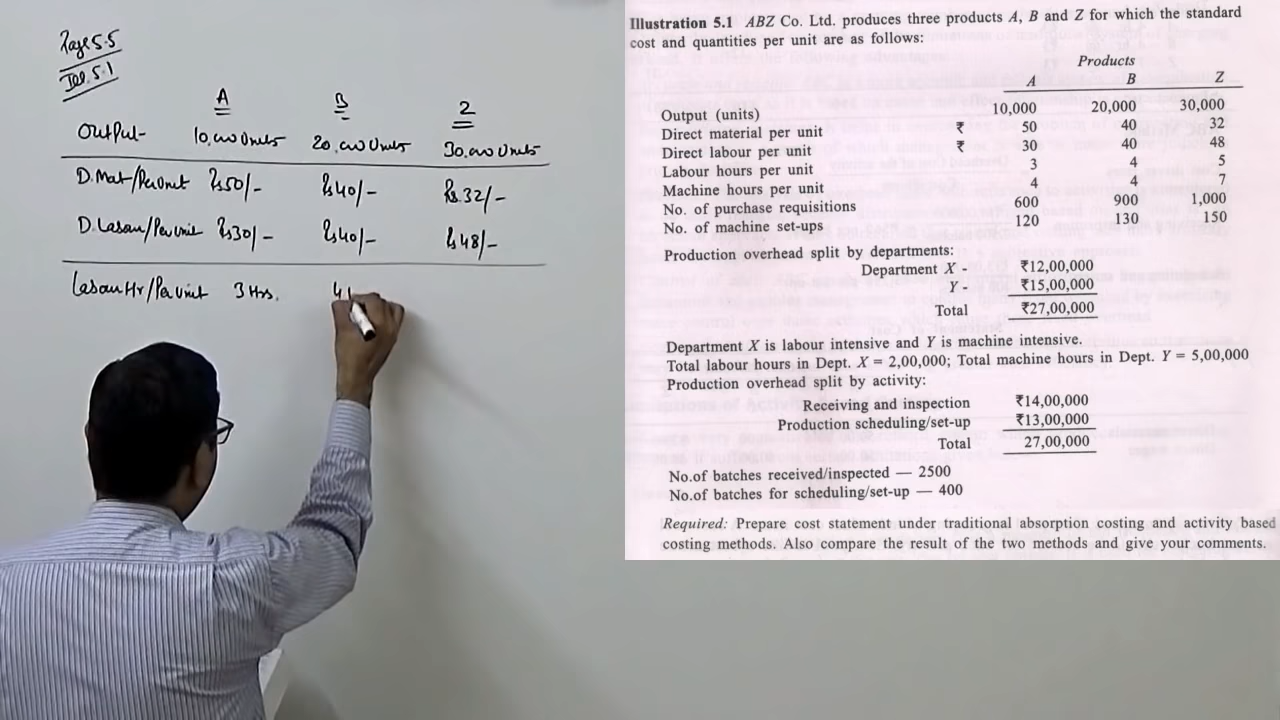 Page 5.5
Ill. 5.1
A B Z
Output- 10,000 Units 20,000 Units 30,000 Units
D.Mat/Per Unit Rs50/- Rs40/- Rs.32/-
D.Labour/Per Unit Rs30/- Rs40/- Rs48/-
Labour Hr/Per Unit 3 Hrs. 4
Illustration 5.1 ABZ Co. Ltd. produces three products A, B and Z for which the standard
cost and quantities per unit are as follows:
Products
A B Z
Output (units) 10,000 20,000 30,000
Direct material per unit ₹ 50 40 32
Direct labour per unit ₹ 30 40 48
Labour hours per unit 3 4 5
Machine hours per unit 4 4 7
No. of purchase requisitions 600 900 1,000
No. of machine set-ups 120 130 150
Production overhead split by departments:
Department X - ₹12,00,000
Y - ₹15,00,000
Total ₹27,00,000
Department X is labour intensive and Y is machine intensive.
Total labour hours in Dept. X = 2,00,000; Total machine hours in Dept. Y = 5,00,000
Production overhead split by activity:
Receiving and inspection ₹14,00,000
Production scheduling/set-up ₹13,00,000
Total 27,00,000
No.of batches received/inspected — 2500
No.of batches for scheduling/set-up — 400
Required: Prepare cost statement under traditional absorption costing and activity based
costing methods. Also compare the result of the two methods and give your comments.